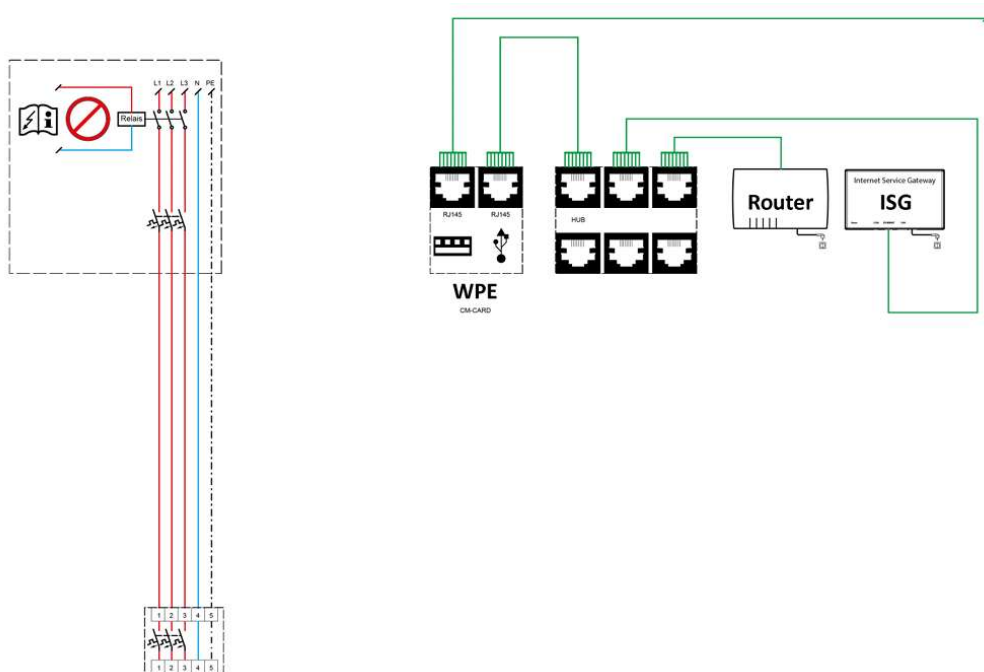 L1 L2 L3 N PE
Relais
1 2 3 4 5
1 2 3 4 5
RJ145 RJ145
HUB
WPE
CM-CARD
Router
Internet Service Gateway
ISG